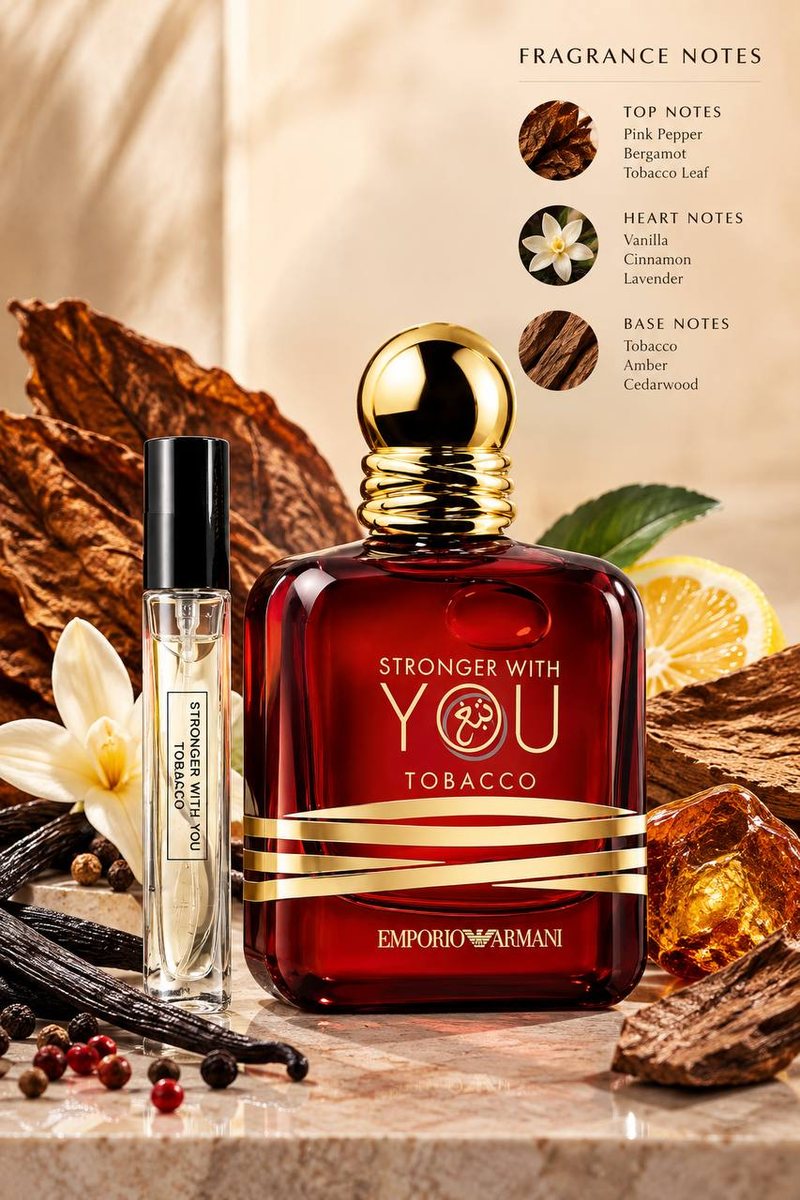 FRAGRANCE NOTES
TOP NOTES
Pink Pepper
Bergamot
Tobacco Leaf
HEART NOTES
Vanilla
Cinnamon
Lavender
BASE NOTES
Tobacco
Amber
Cedarwood
STRONGER WITH YOU
TOBACCO
STRONGER WITH
YOU
TOBACCO
EMPORIO ARMANI